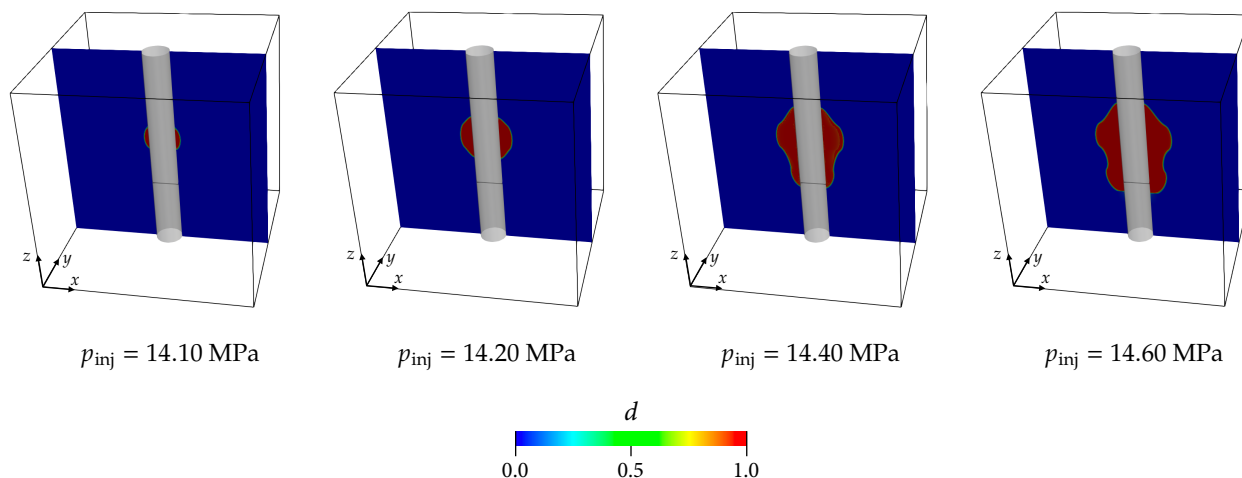 z y x
z y x
z y x
z y x
p_inj = 14.10 MPa
p_inj = 14.20 MPa
p_inj = 14.40 MPa
p_inj = 14.60 MPa
d
0.0 0.5 1.0